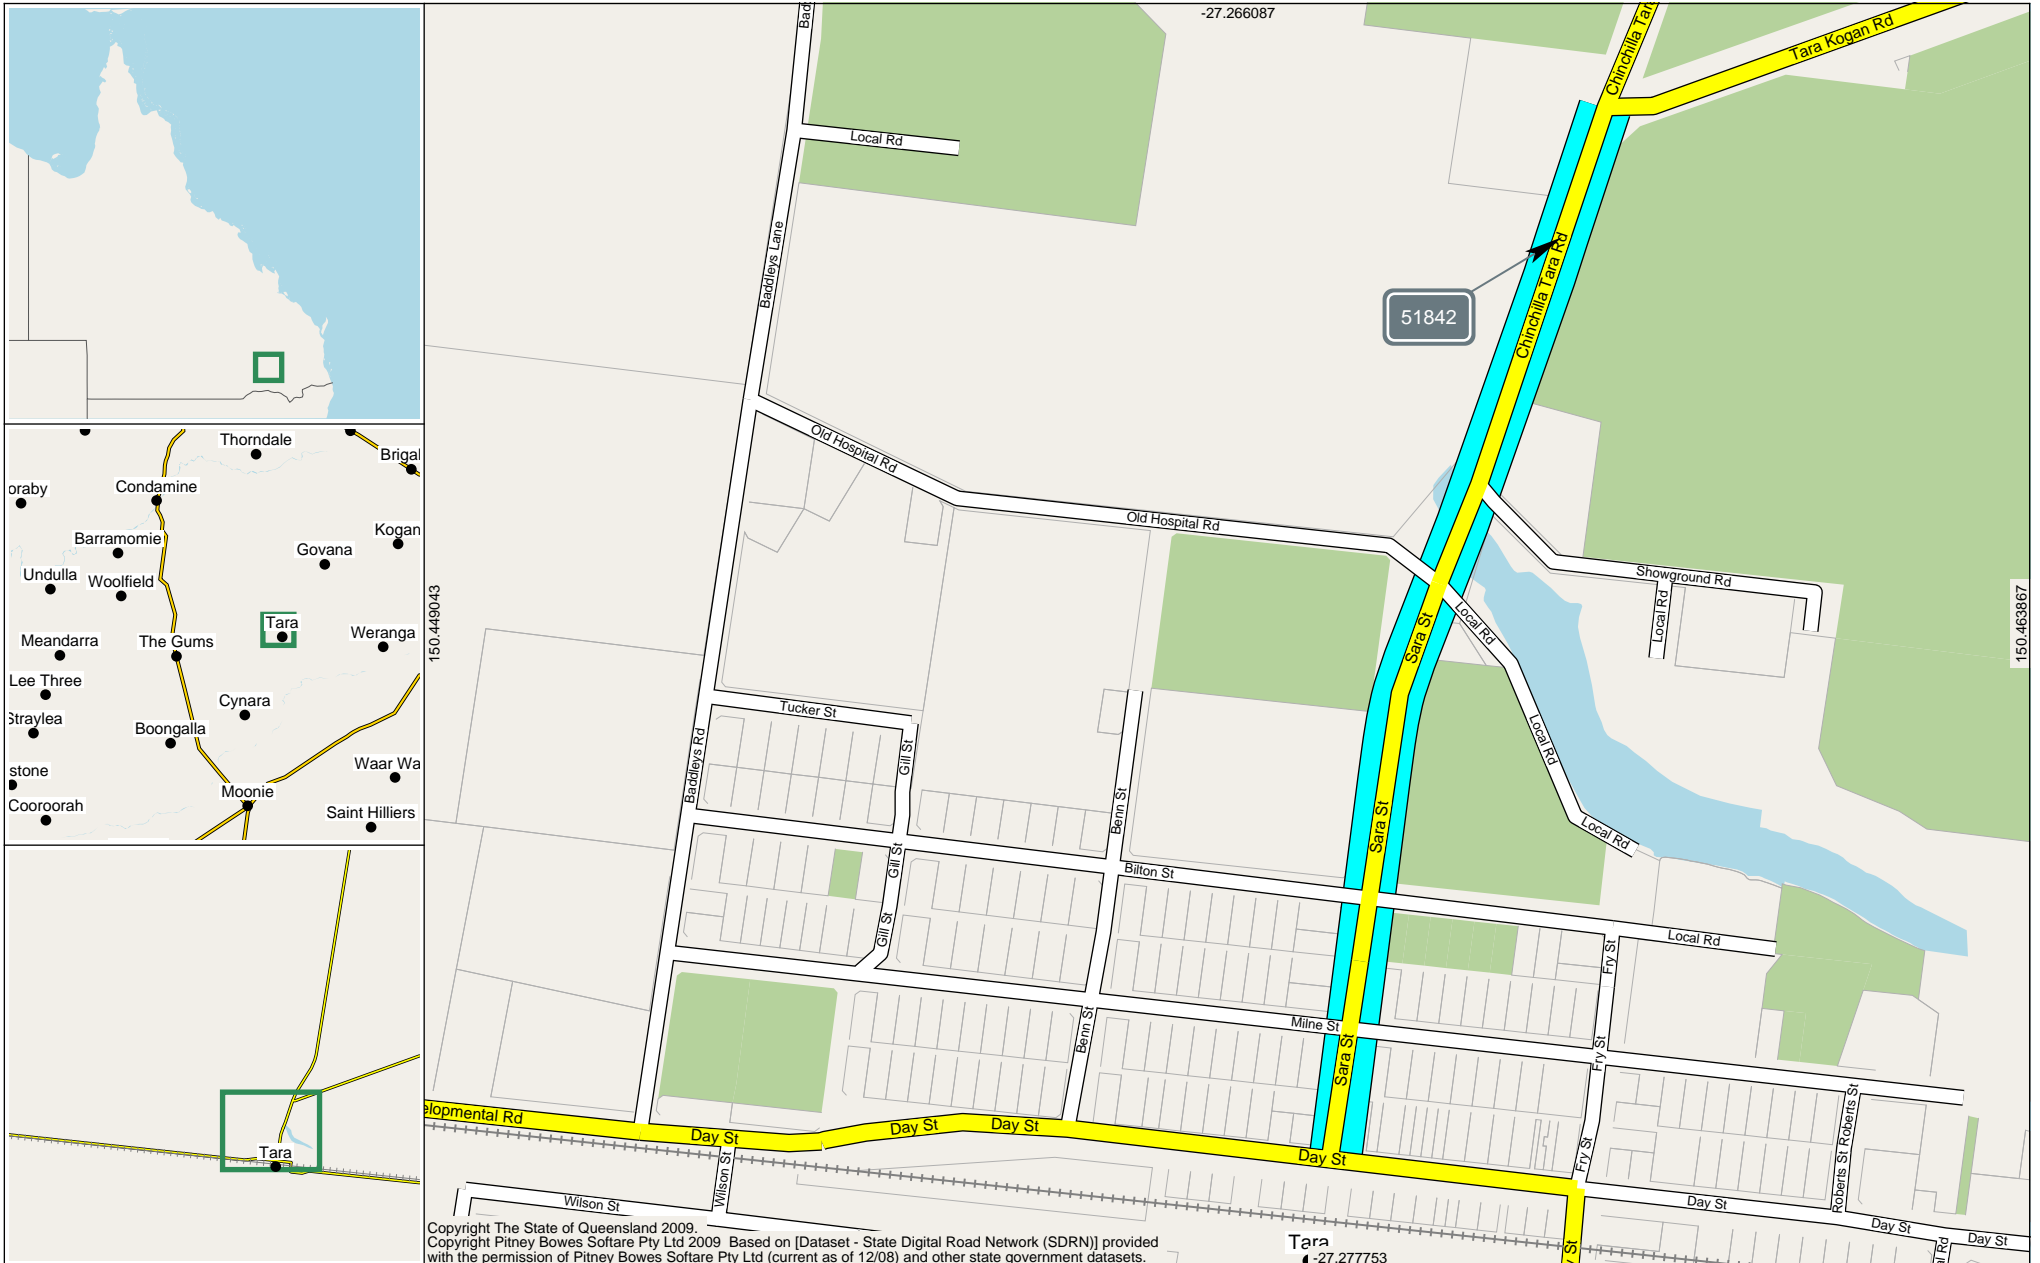 Thorndale
Brigal
oraby
Condamine
Kogan
Barramomie
Govana
Undulla
Woolfield
Tara
Meandarra
The Gums
Weranga
Lee Three
Cynara
Straylea
Boongalla
stone
Waar Wa
Moonie
Cooroorah
Saint Hilliers
Tara
-27.266087
150.449043
150.463867
-27.277753
Bad
Chinchilla Tara
Tara Kogan Rd
Local Rd
Baddleys Lane
Chinchilla Tara Rd
51842
Old Hospital Rd
Old Hospital Rd
Showground Rd
Local Rd
Local Rd
Sara St
Tucker St
Local Rd
Baddleys Rd
Gill St
Benn St
Sara St
Local Rd
Gill St
Bilton St
Gill St
Fry St
Local Rd
Benn St
Milne St
Sara St
Fry St
Roberts St
Roberts St
elopmental Rd
Day St
Day St
Day St
Day St
Fry St
Wilson St
Wilson St
Day St
Day St
Day St
al Rd
y St
Tara
Copyright The State of Queensland 2009.
Copyright Pitney Bowes Softare Pty Ltd 2009 Based on [Dataset - State Digital Road Network (SDRN)] provided
with the permission of Pitney Bowes Softare Pty Ltd (current as of 12/08) and other state government datasets.